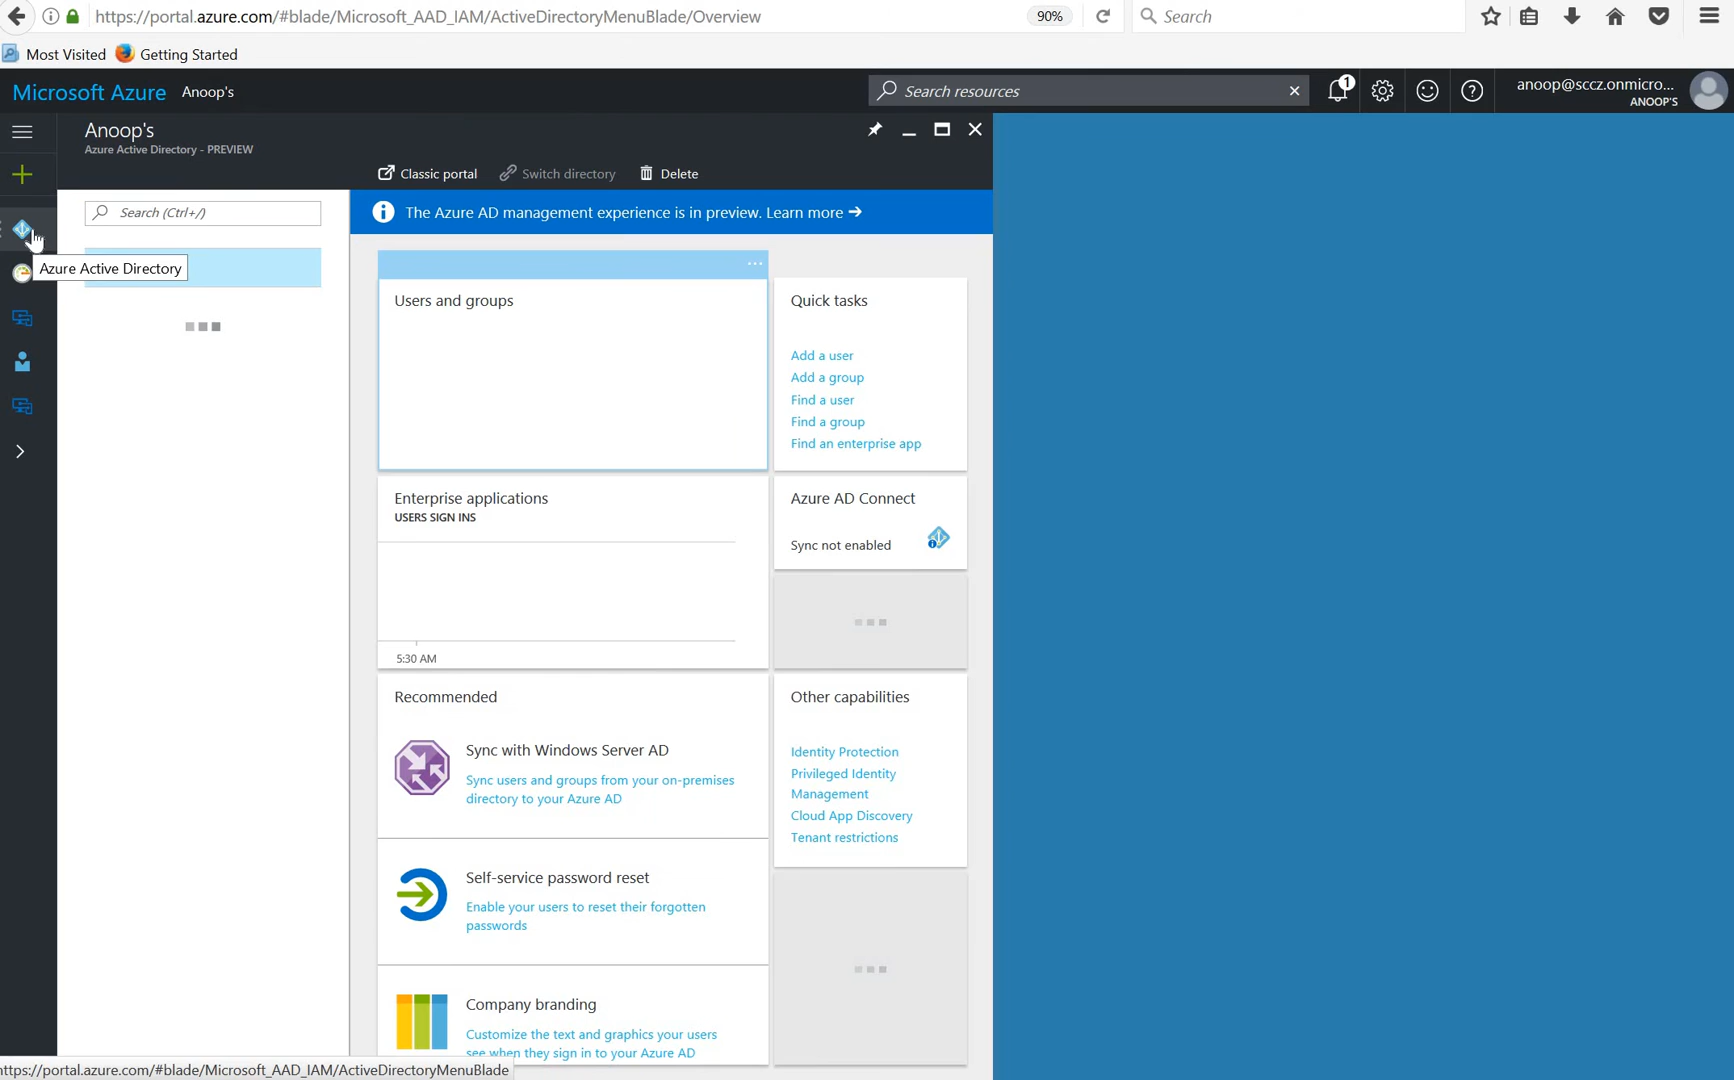 https://portal.azure.com/#blade/Microsoft_AAD_IAM/ActiveDirectoryMenuBlade/Overview
90%
Search
Most Visited
Getting Started
Microsoft Azure
Anoop's
Search resources
1
anoop@sccz.onmicro...
ANOOP'S
Anoop's
Azure Active Directory - PREVIEW
Classic portal
Switch directory
Delete
Search (Ctrl+/)
The Azure AD management experience is in preview. Learn more
Azure Active Directory
Users and groups
Quick tasks
Add a user
Add a group
Find a user
Find a group
Find an enterprise app
Enterprise applications
USERS SIGN INS
5:30 AM
Azure AD Connect
Sync not enabled
Recommended
Sync with Windows Server AD
Sync users and groups from your on-premises
directory to your Azure AD
Self-service password reset
Enable your users to reset their forgotten
passwords
Company branding
Customize the text and graphics your users
see when they sign in to your Azure AD
Other capabilities
Identity Protection
Privileged Identity
Management
Cloud App Discovery
Tenant restrictions
ttps://portal.azure.com/#blade/Microsoft_AAD_IAM/ActiveDirectoryMenuBlade